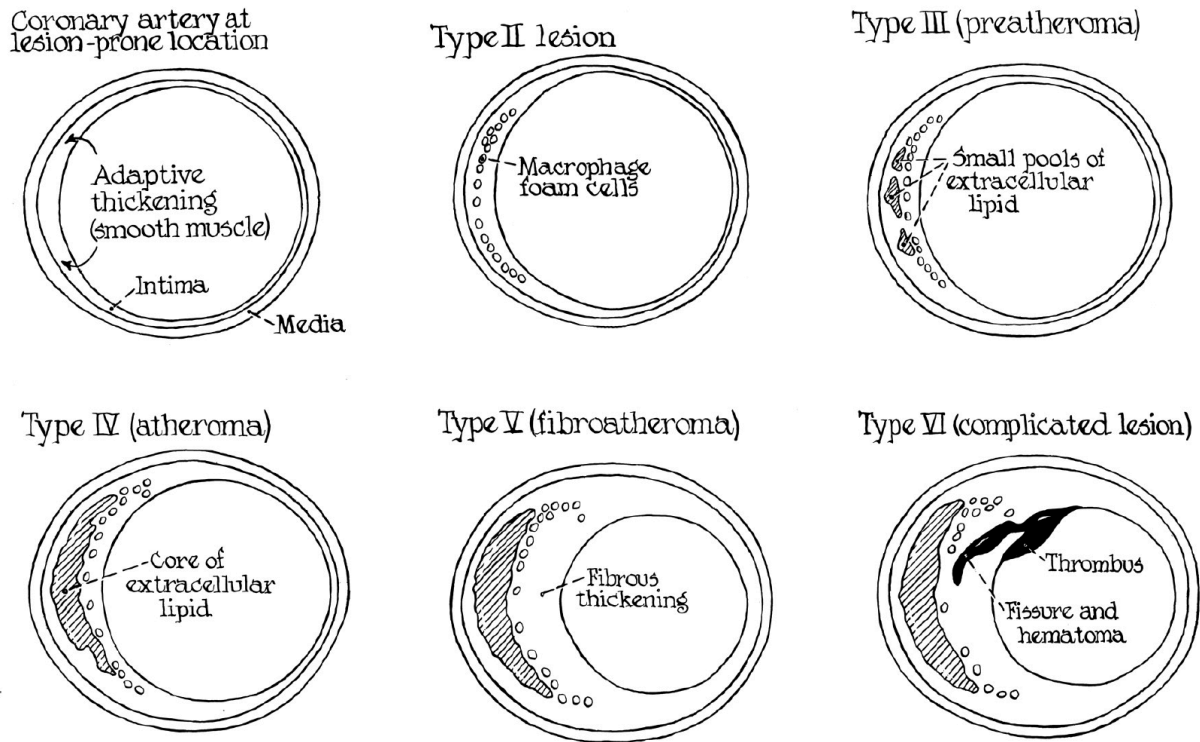 Coronary artery at
lesion-prone location
Adaptive
thickening
(smooth muscle)
Intima
Media
Type II lesion
Macrophage
foam cells
Type III (preatheroma)
Small pools of
extracellular
lipid
Type IV (atheroma)
Core of
extracellular
lipid
Type V (fibroatheroma)
Fibrous
thickening
Type VI (complicated lesion)
Thrombus
Fissure and
hematoma